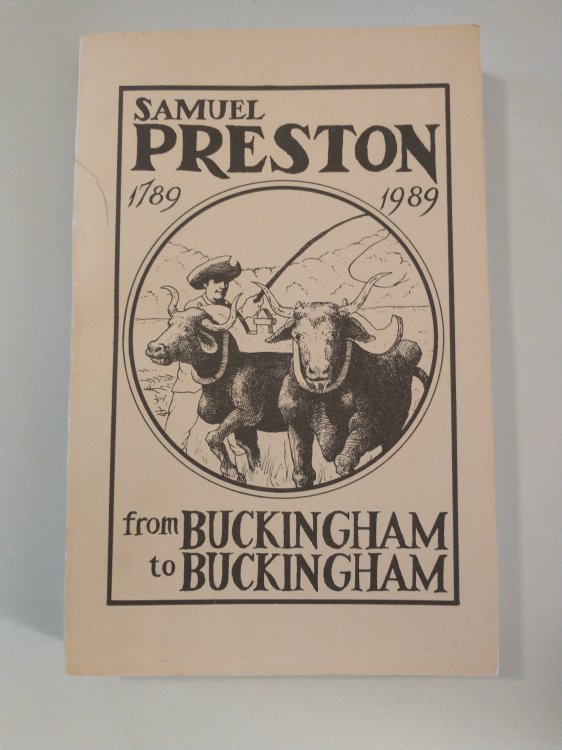 SAMUEL
PRESTON
1789 1989
from BUCKINGHAM
to BUCKINGHAM